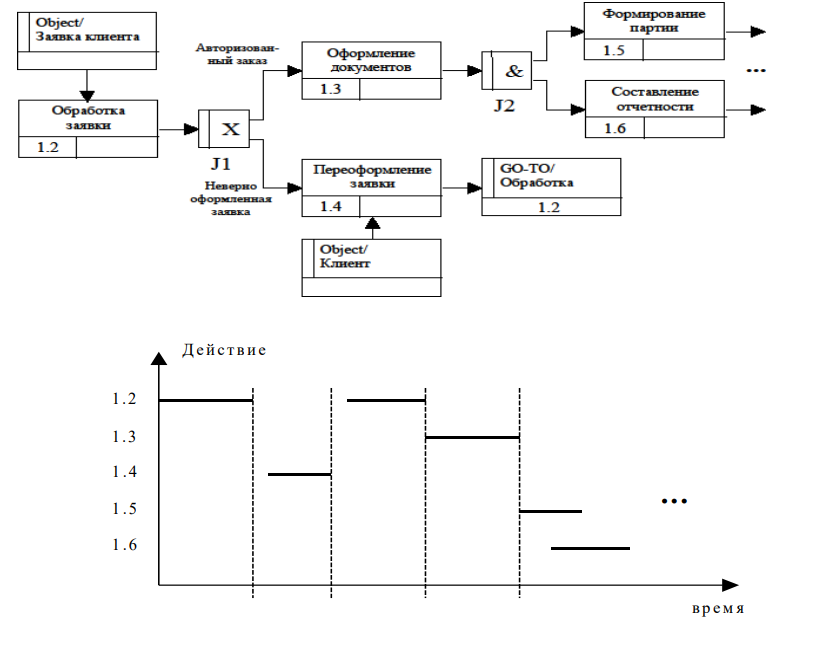 Object/
Заявка клиента
Обработка
заявки
1.2
X
J1
Авторизован-
ный заказ
Неверно
оформленная
заявка
Оформление
документов
1.3
&
J2
Формирование
партии
1.5
...
Составление
отчетности
1.6
Переоформление
заявки
1.4
GO-TO/
Обработка
1.2
Object/
Клиент
Действие
1.2
1.3
1.4
1.5
1.6
...
время